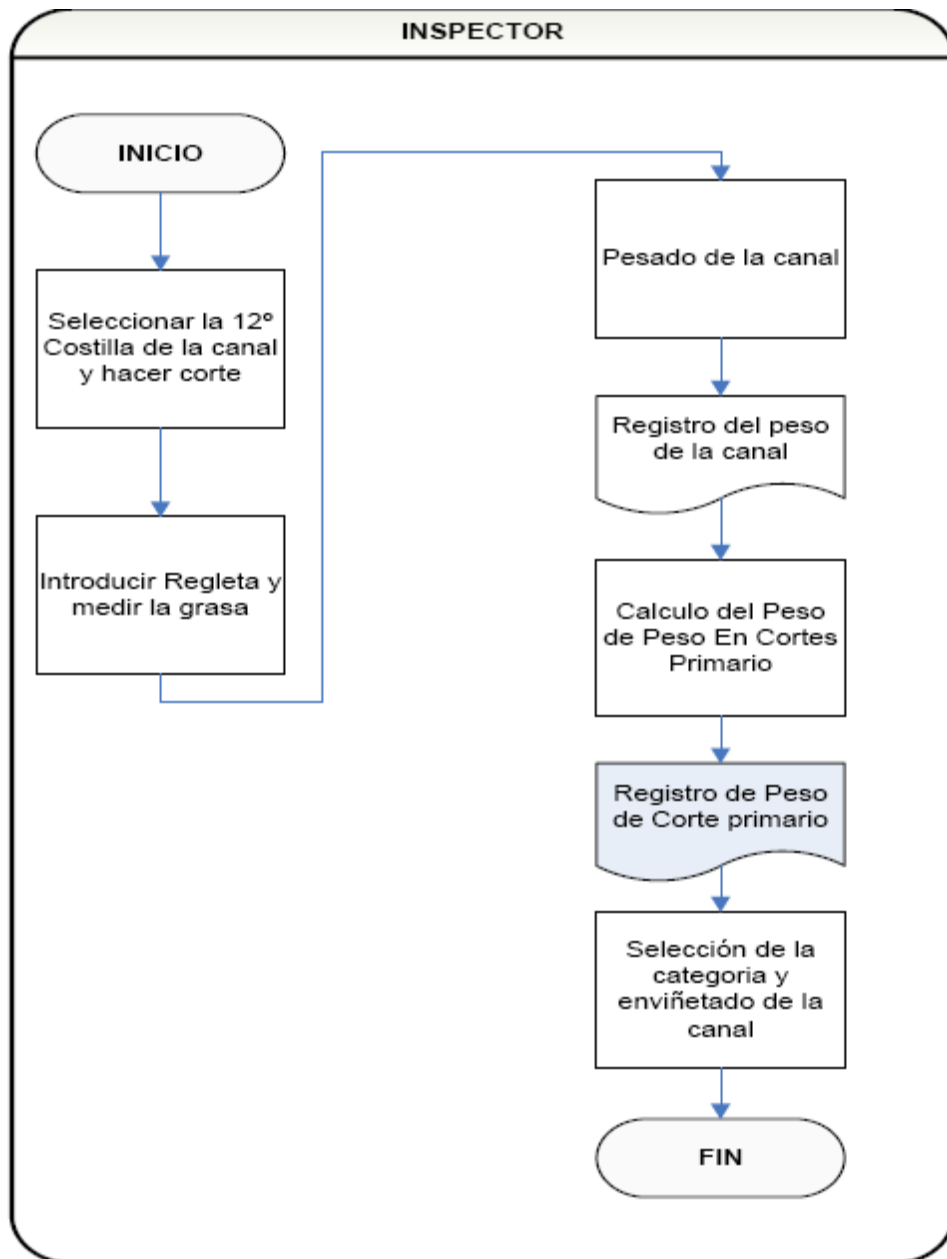 INSPECTOR
INICIO
Seleccionar la 12º
Costilla de la canal
y hacer corte
Introducir Regleta y
medir la grasa
Pesado de la canal
Registro del peso
de la canal
Calculo del Peso
de Peso En Cortes
Primario
Registro de Peso
de Corte primario
Selección de la
categoria y
enviñetado de la
canal
FIN